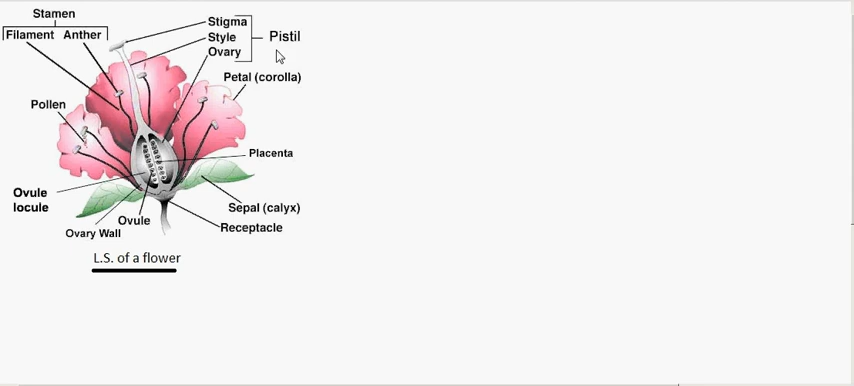 Stamen
Filament Anther
Stigma
Style
Ovary
Pistil
Petal (corolla)
Pollen
Placenta
Ovule
locule
Sepal (calyx)
Ovule
Receptacle
Ovary Wall
L.S. of a flower